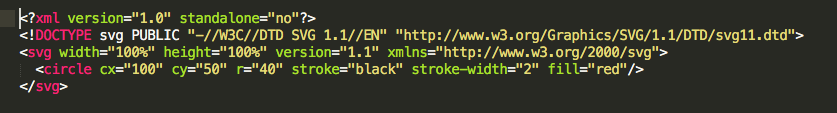 <?xml version="1.0" standalone="no"?>
<!DOCTYPE svg PUBLIC "-//W3C//DTD SVG 1.1//EN" "http://www.w3.org/Graphics/SVG/1.1/DTD/svg11.dtd">
<svg width="100%" height="100%" version="1.1" xmlns="http://www.w3.org/2000/svg">
  <circle cx="100" cy="50" r="40" stroke="black" stroke-width="2" fill="red"/>
</svg>